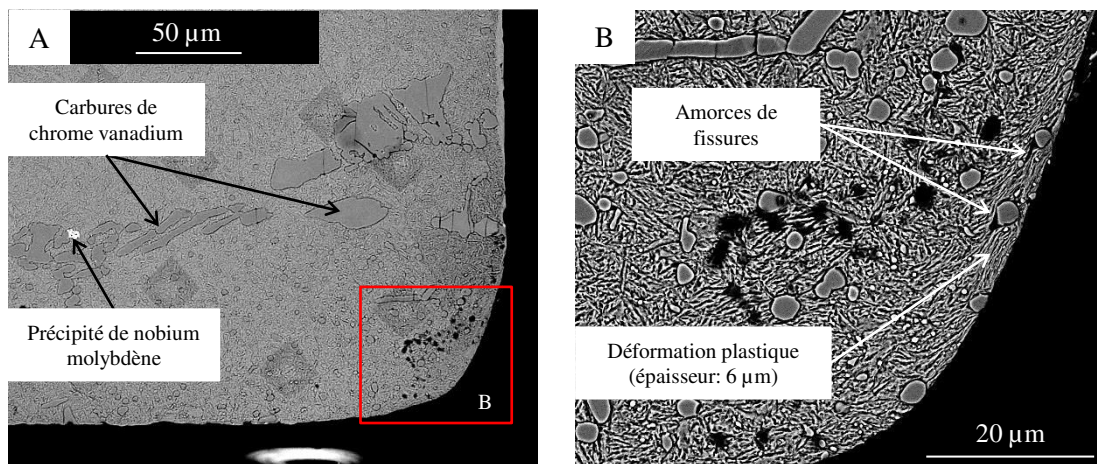 A
50 µm
Carbures de
chrome vanadium
Précipité de nobium
molybdène
B
B
Amorces de
fissures
Déformation plastique
(épaisseur: 6 µm)
20 µm